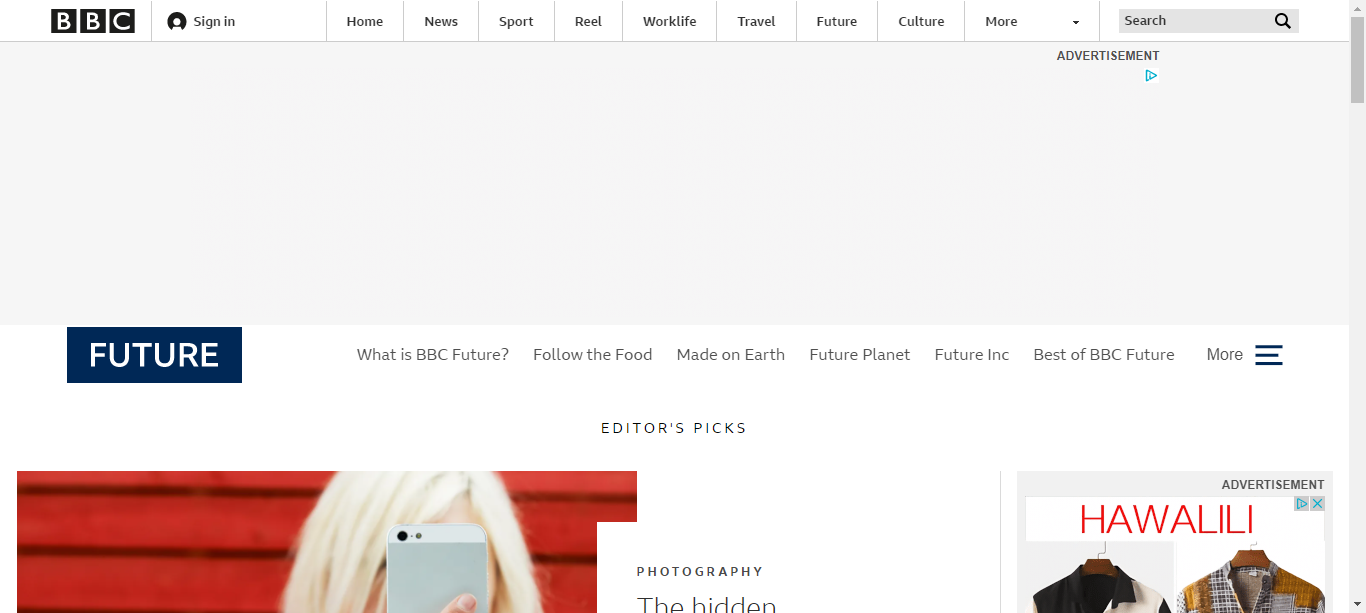 BBC Sign in Home News Sport Reel Worklife Travel Future Culture More Search
ADVERTISEMENT
FUTURE What is BBC Future? Follow the Food Made on Earth Future Planet Future Inc Best of BBC Future More
EDITOR'S PICKS
ADVERTISEMENT
HAWALILI
PHOTOGRAPHY
The hidden